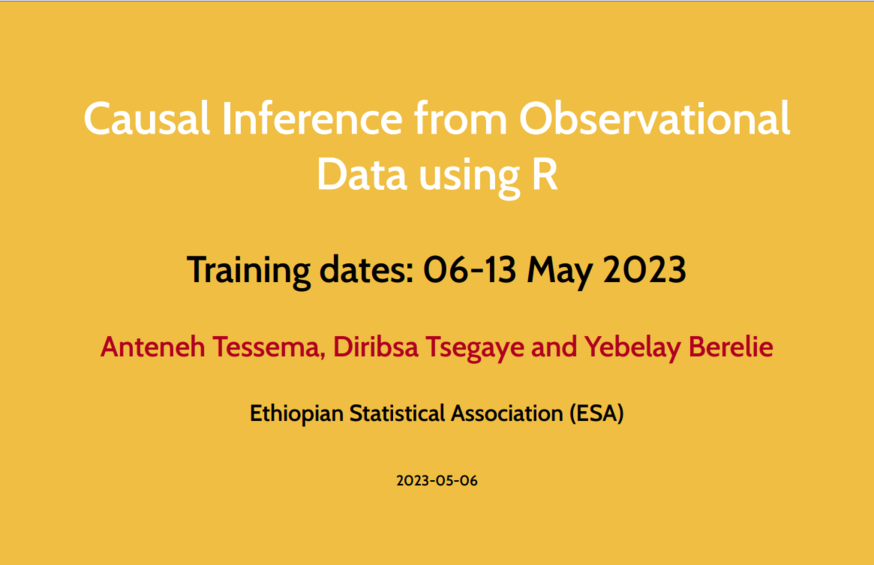 Causal Inference from Observational
Data using R
Training dates: 06-13 May 2023
Anteneh Tessema, Diribsa Tsegaye and Yebelay Berelie
Ethiopian Statistical Association (ESA)
2023-05-06